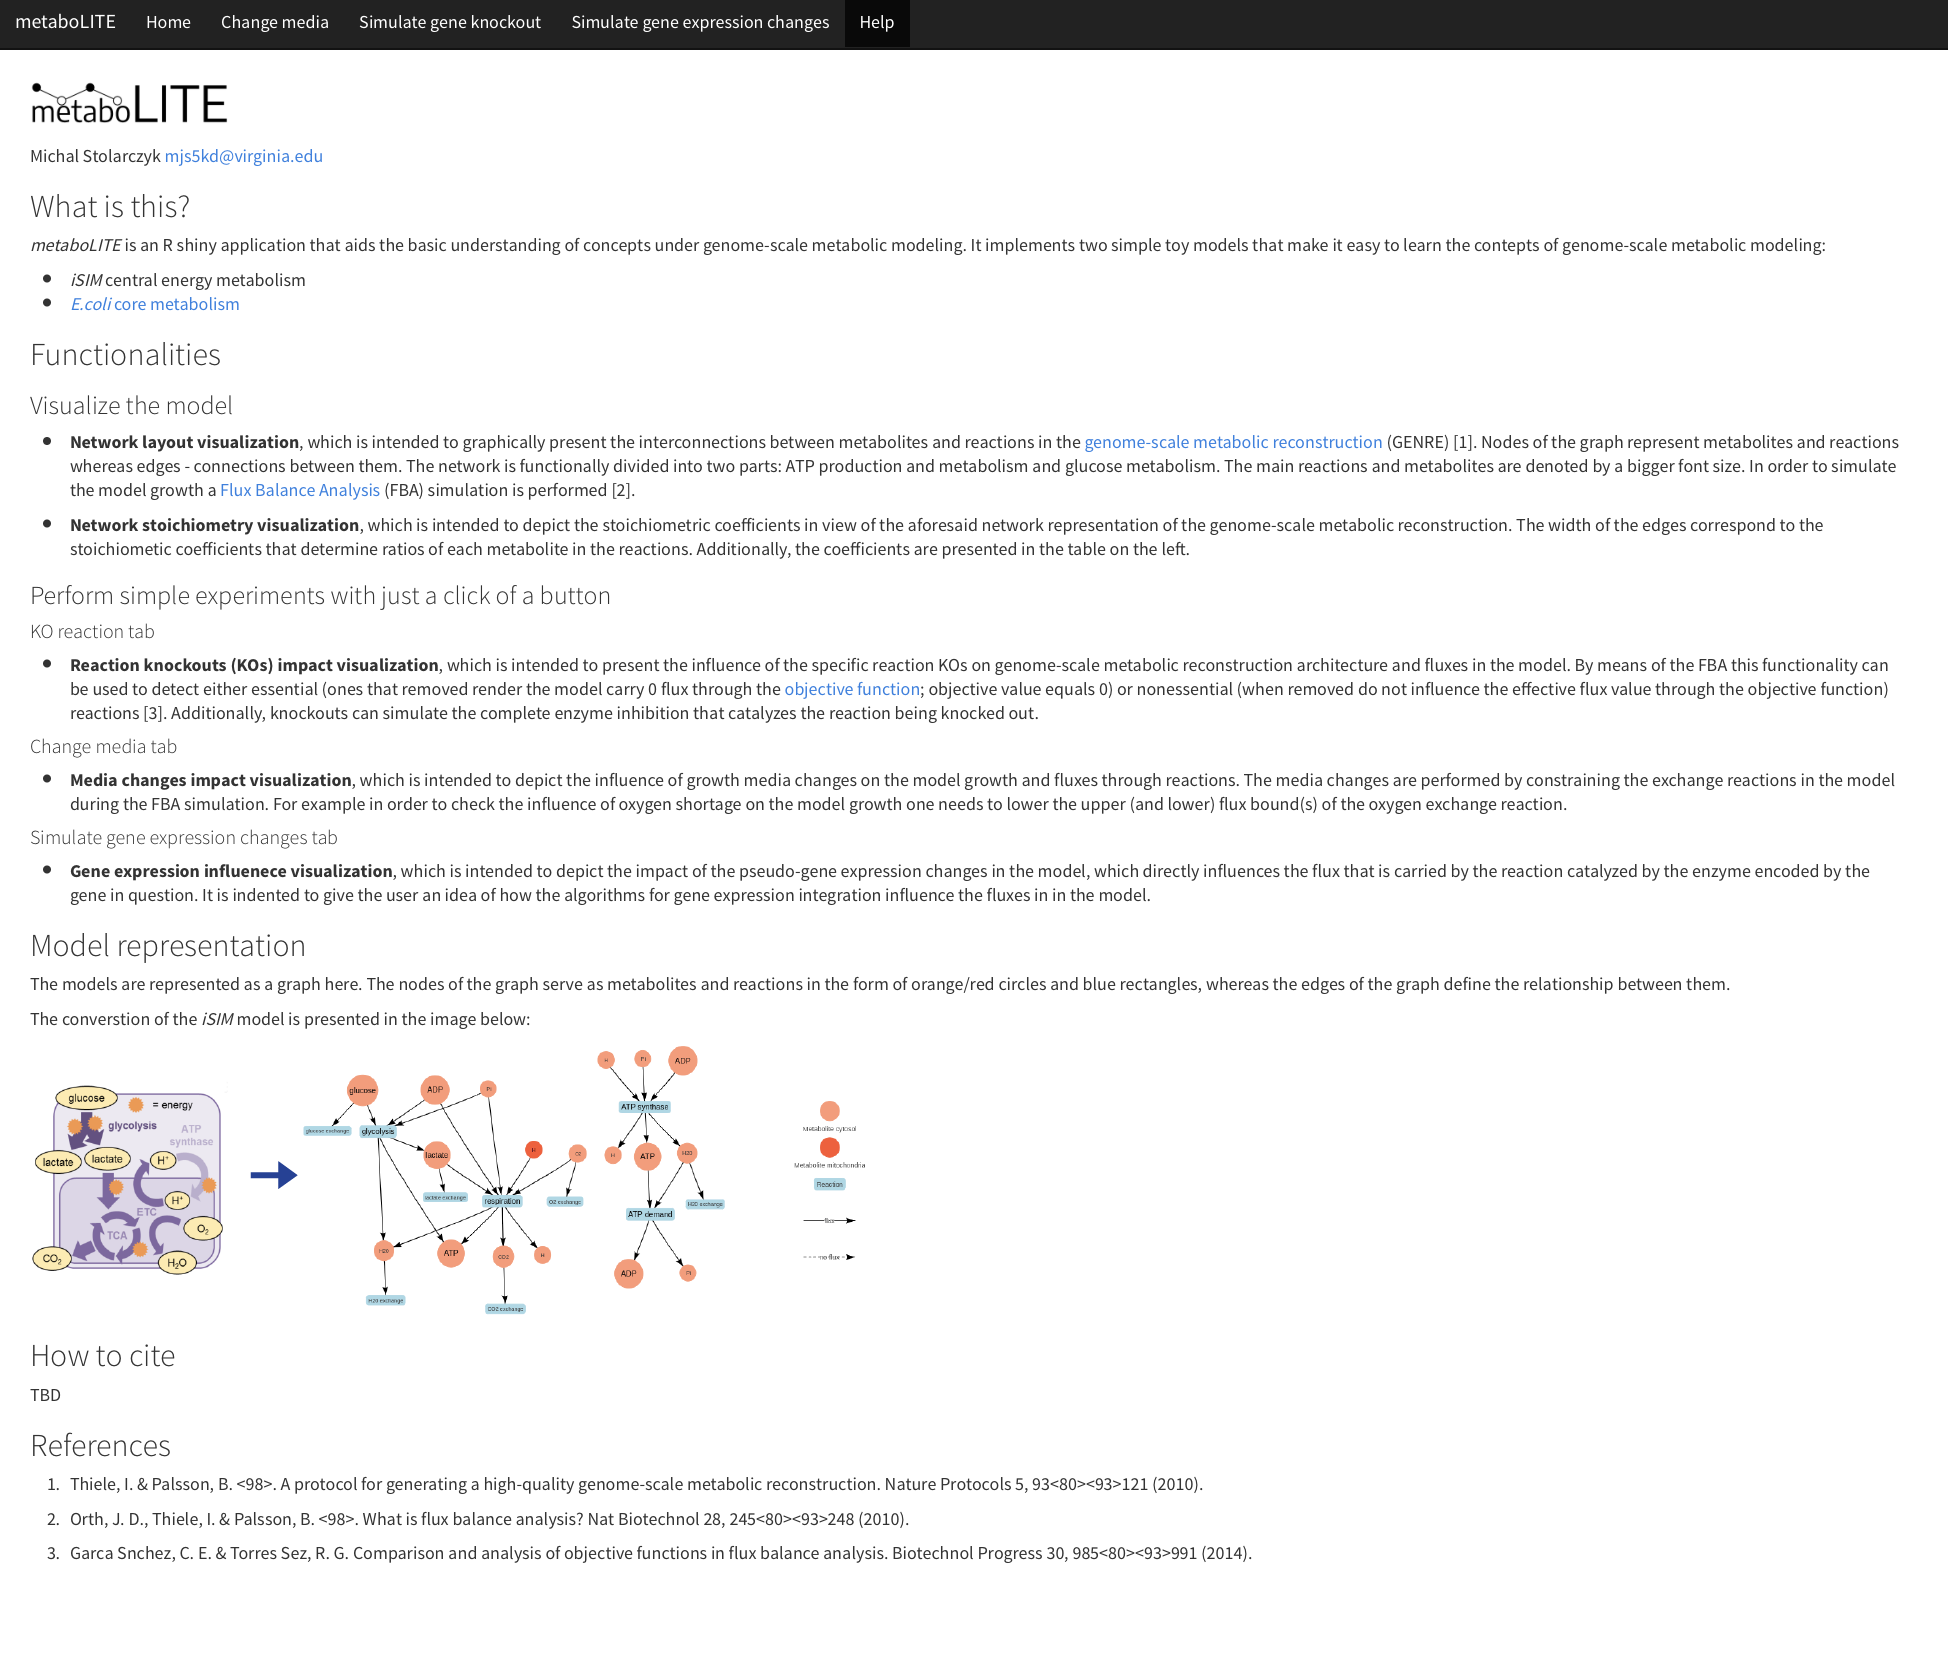 metaboLITE Home Change media Simulate gene knockout Simulate gene expression changes Help
metaboLITE
Michal Stolarczyk mjs5kd@virginia.edu
What is this?
metaboLITE is an R shiny application that aids the basic understanding of concepts under genome-scale metabolic modeling. It implements two simple toy models that make it easy to learn the contepts of genome-scale metabolic modeling:
iSIM central energy metabolism
E.coli core metabolism
Functionalities
Visualize the model
Network layout visualization, which is intended to graphically present the interconnections between metabolites and reactions in the genome-scale metabolic reconstruction (GENRE) [1]. Nodes of the graph represent metabolites and reactions
whereas edges - connections between them. The network is functionally divided into two parts: ATP production and metabolism and glucose metabolism. The main reactions and metabolites are denoted by a bigger font size. In order to simulate
the model growth a Flux Balance Analysis (FBA) simulation is performed [2].
Network stoichiometry visualization, which is intended to depict the stoichiometric coefficients in view of the aforesaid network representation of the genome-scale metabolic reconstruction. The width of the edges correspond to the
stoichiometic coefficients that determine ratios of each metabolite in the reactions. Additionally, the coefficients are presented in the table on the left.
Perform simple experiments with just a click of a button
KO reaction tab
Reaction knockouts (KOs) impact visualization, which is intended to present the influence of the specific reaction KOs on genome-scale metabolic reconstruction architecture and fluxes in the model. By means of the FBA this functionality can
be used to detect either essential (ones that removed render the model carry 0 flux through the objective function; objective value equals 0) or nonessential (when removed do not influence the effective flux value through the objective function)
reactions [3]. Additionally, knockouts can simulate the complete enzyme inhibition that catalyzes the reaction being knocked out.
Change media tab
Media changes impact visualization, which is intended to depict the influence of growth media changes on the model growth and fluxes through reactions. The media changes are performed by constraining the exchange reactions in the model
during the FBA simulation. For example in order to check the influence of oxygen shortage on the model growth one needs to lower the upper (and lower) flux bound(s) of the oxygen exchange reaction.
Simulate gene expression changes tab
Gene expression influenece visualization, which is intended to depict the impact of the pseudo-gene expression changes in the model, which directly influences the flux that is carried by the reaction catalyzed by the enzyme encoded by the
gene in question. It is indented to give the user an idea of how the algorithms for gene expression integration influence the fluxes in in the model.
Model representation
The models are represented as a graph here. The nodes of the graph serve as metabolites and reactions in the form of orange/red circles and blue rectangles, whereas the edges of the graph define the relationship between them.
The converstion of the iSIM model is presented in the image below:
glucose
= energy
glycolysis
ATP
synthase
lactate
lactate
H+
H+
ETC
TCA
O2
CO2
H2O
glucose
ADP
Pi
glucose exchange
glycolysis
lactate
H
O2
lactate exchange
respiration
O2 exchange
H20
ATP
CO2
H
H20 exchange
CO2 exchange
H
Pi
ADP
ATP synthase
H
ATP
H20
H20 exchange
ATP demand
ADP
Pi
Metabolite cytosol
Metabolite mitochondria
Reaction
flux
no flux
How to cite
TBD
References
1. Thiele, I. & Palsson, B. <98>. A protocol for generating a high-quality genome-scale metabolic reconstruction. Nature Protocols 5, 93<80><93>121 (2010).
2. Orth, J. D., Thiele, I. & Palsson, B. <98>. What is flux balance analysis? Nat Biotechnol 28, 245<80><93>248 (2010).
3. Garca Snchez, C. E. & Torres Sez, R. G. Comparison and analysis of objective functions in flux balance analysis. Biotechnol Progress 30, 985<80><93>991 (2014).